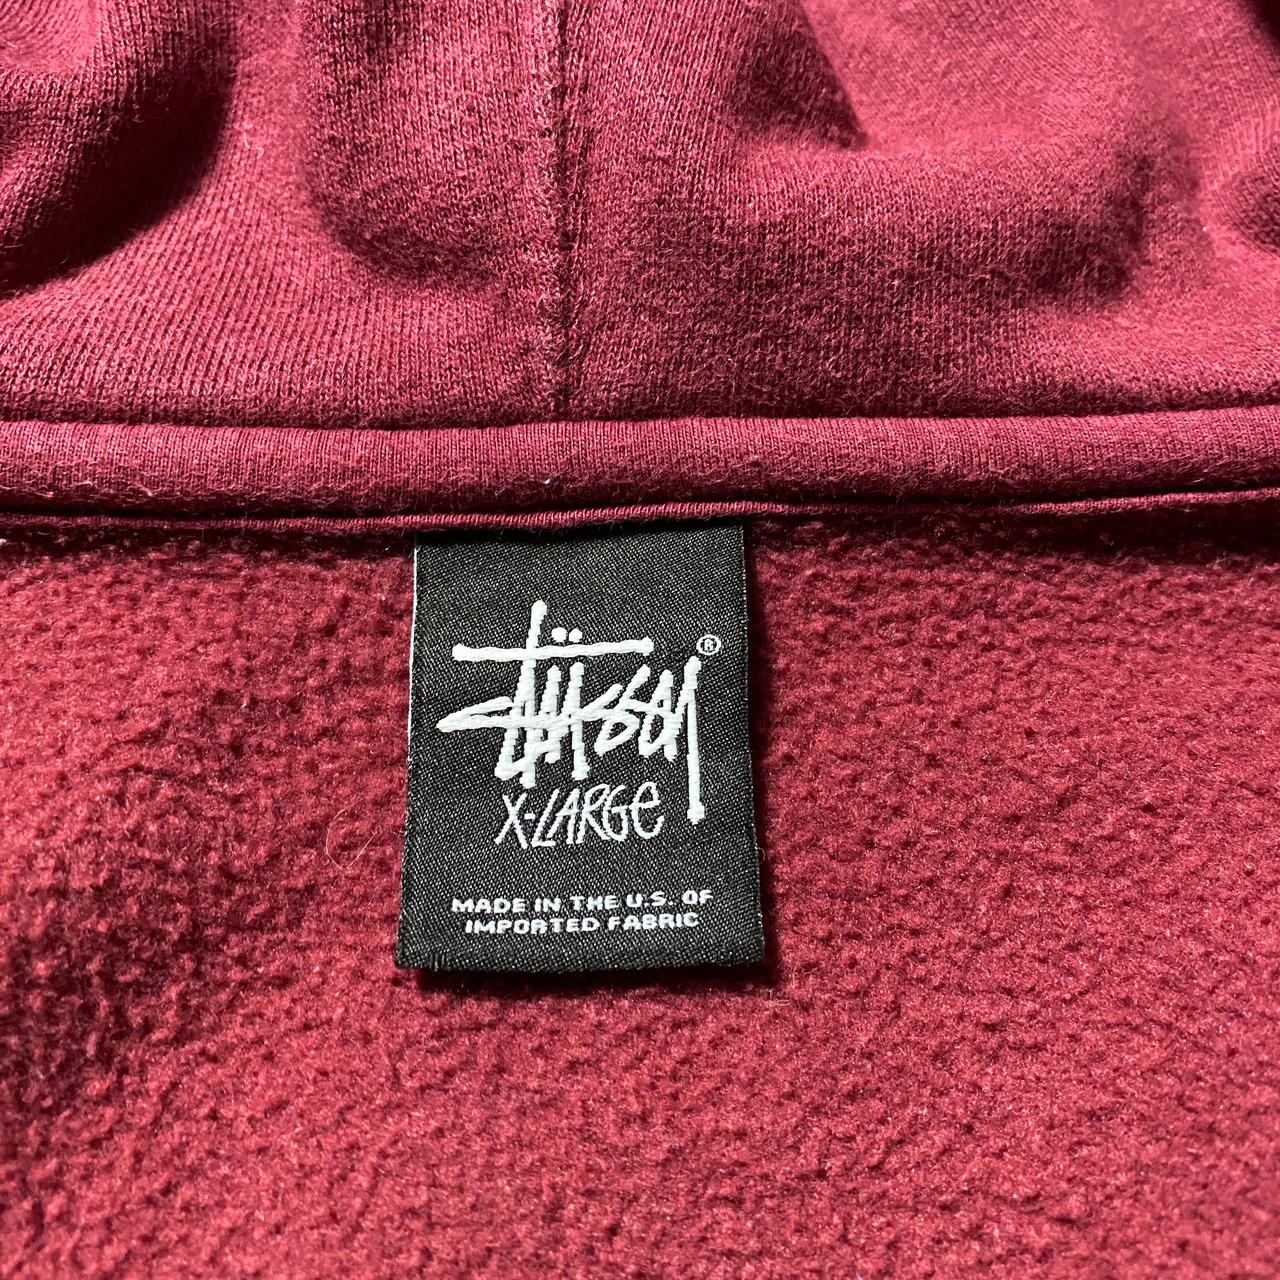 Stüssy®
X-LARGe
MADE IN THE U.S. OF
IMPORTED FABRIC